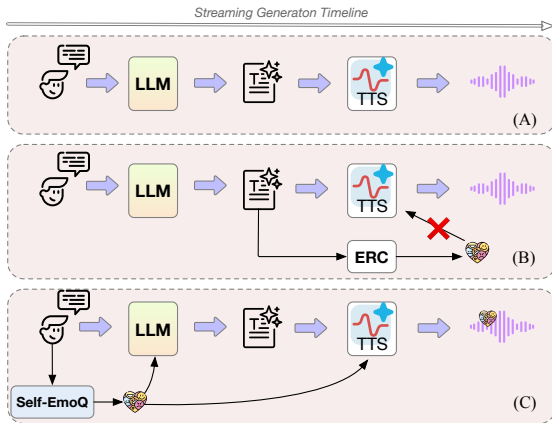 Streaming Generaton Timeline
LLM
T
TTS
(A)
LLM
T
TTS
ERC
(B)
LLM
T
TTS
Self-EmoQ
(C)